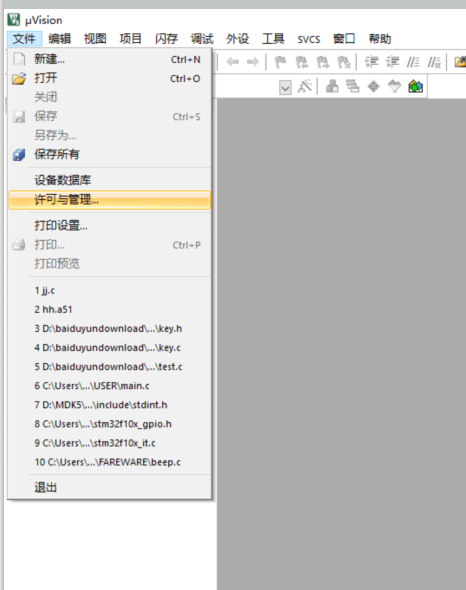 μVision
文件 编辑 视图 项目 闪存 调试 外设 工具 SVCS 窗口 帮助
新建... Ctrl+N
打开 Ctrl+O
关闭
保存 Ctrl+S
另存为...
保存所有
设备数据库
许可与管理...
打印设置...
打印... Ctrl+P
打印预览
1 jj.c
2 hh.a51
3 D:\baiduyundownload\...\key.h
4 D:\baiduyundownload\...\key.c
5 D:\baiduyundownload\...\test.c
6 C:\Users\...\USER\main.c
7 D:\MDK5\...\include\stdint.h
8 C:\Users\...\stm32f10x_gpio.h
9 C:\Users\...\stm32f10x_it.c
10 C:\Users\...\FAREWARE\beep.c
退出